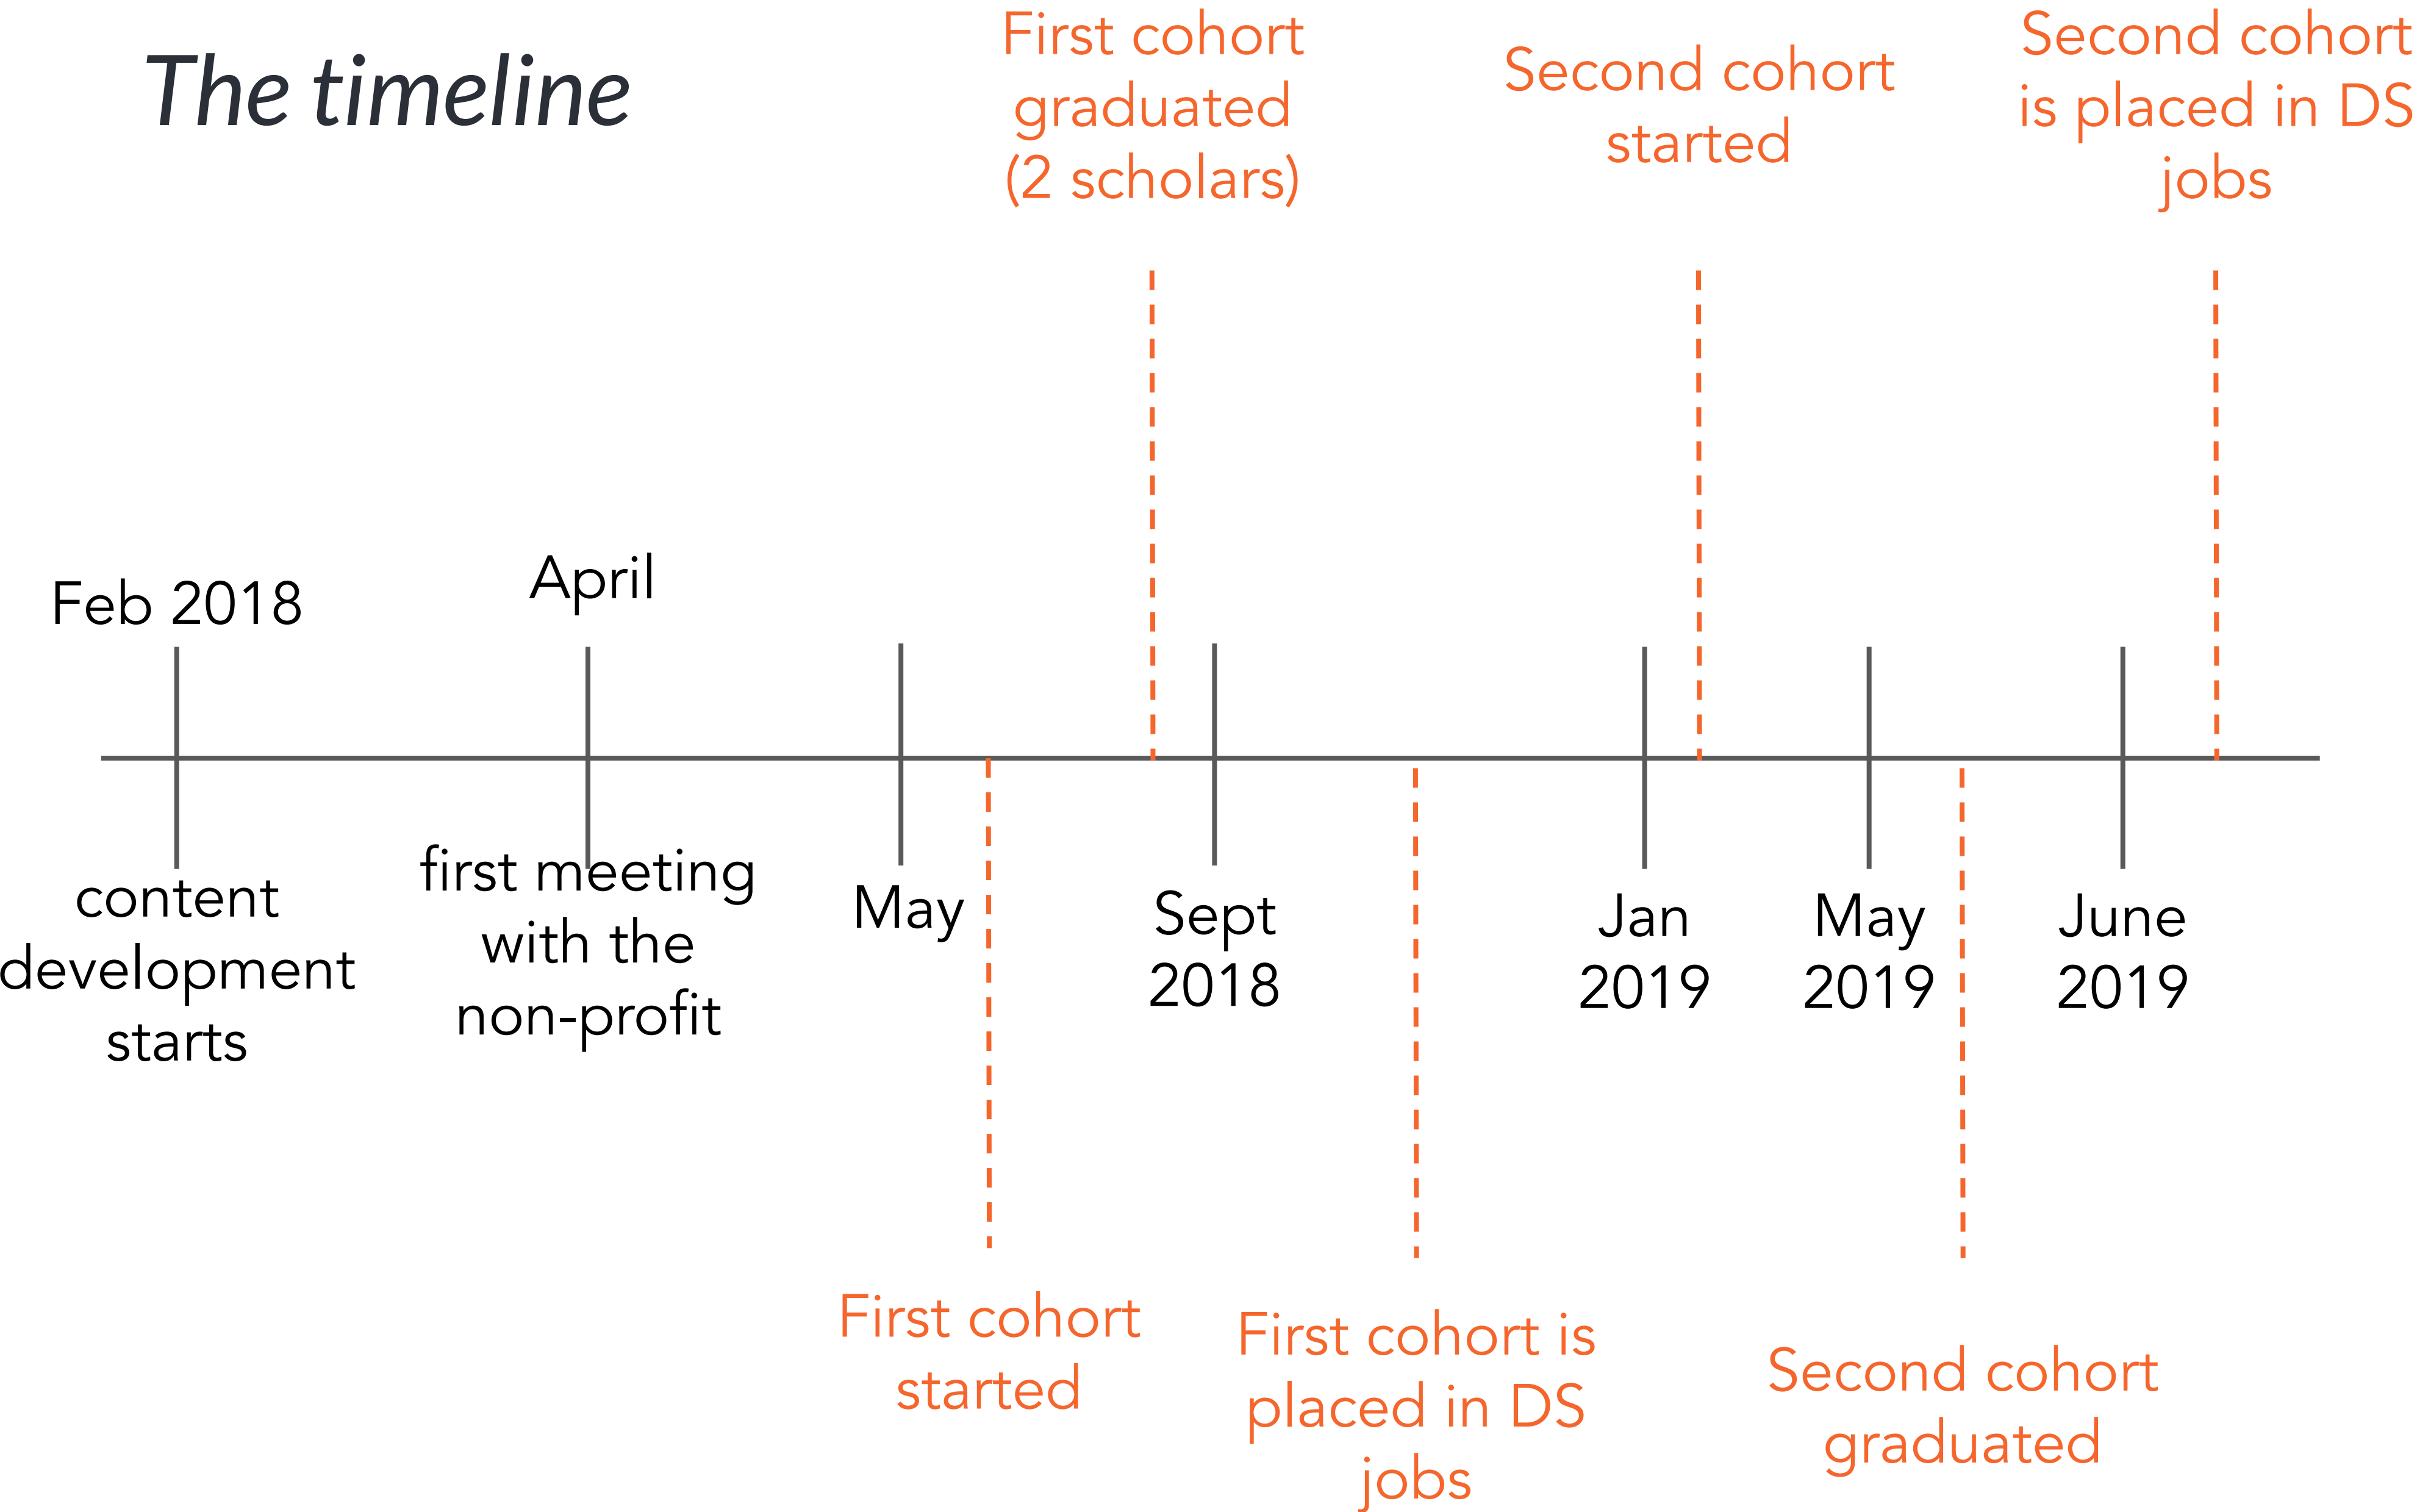 The timeline
First cohort
graduated
(2 scholars)
Second cohort
started
Second cohort
is placed in DS
jobs
Feb 2018
April
content
development
starts
first meeting
with the
non-profit
May
Sept
2018
Jan
2019
May
2019
June
2019
First cohort
started
First cohort is
placed in DS
jobs
Second cohort
graduated